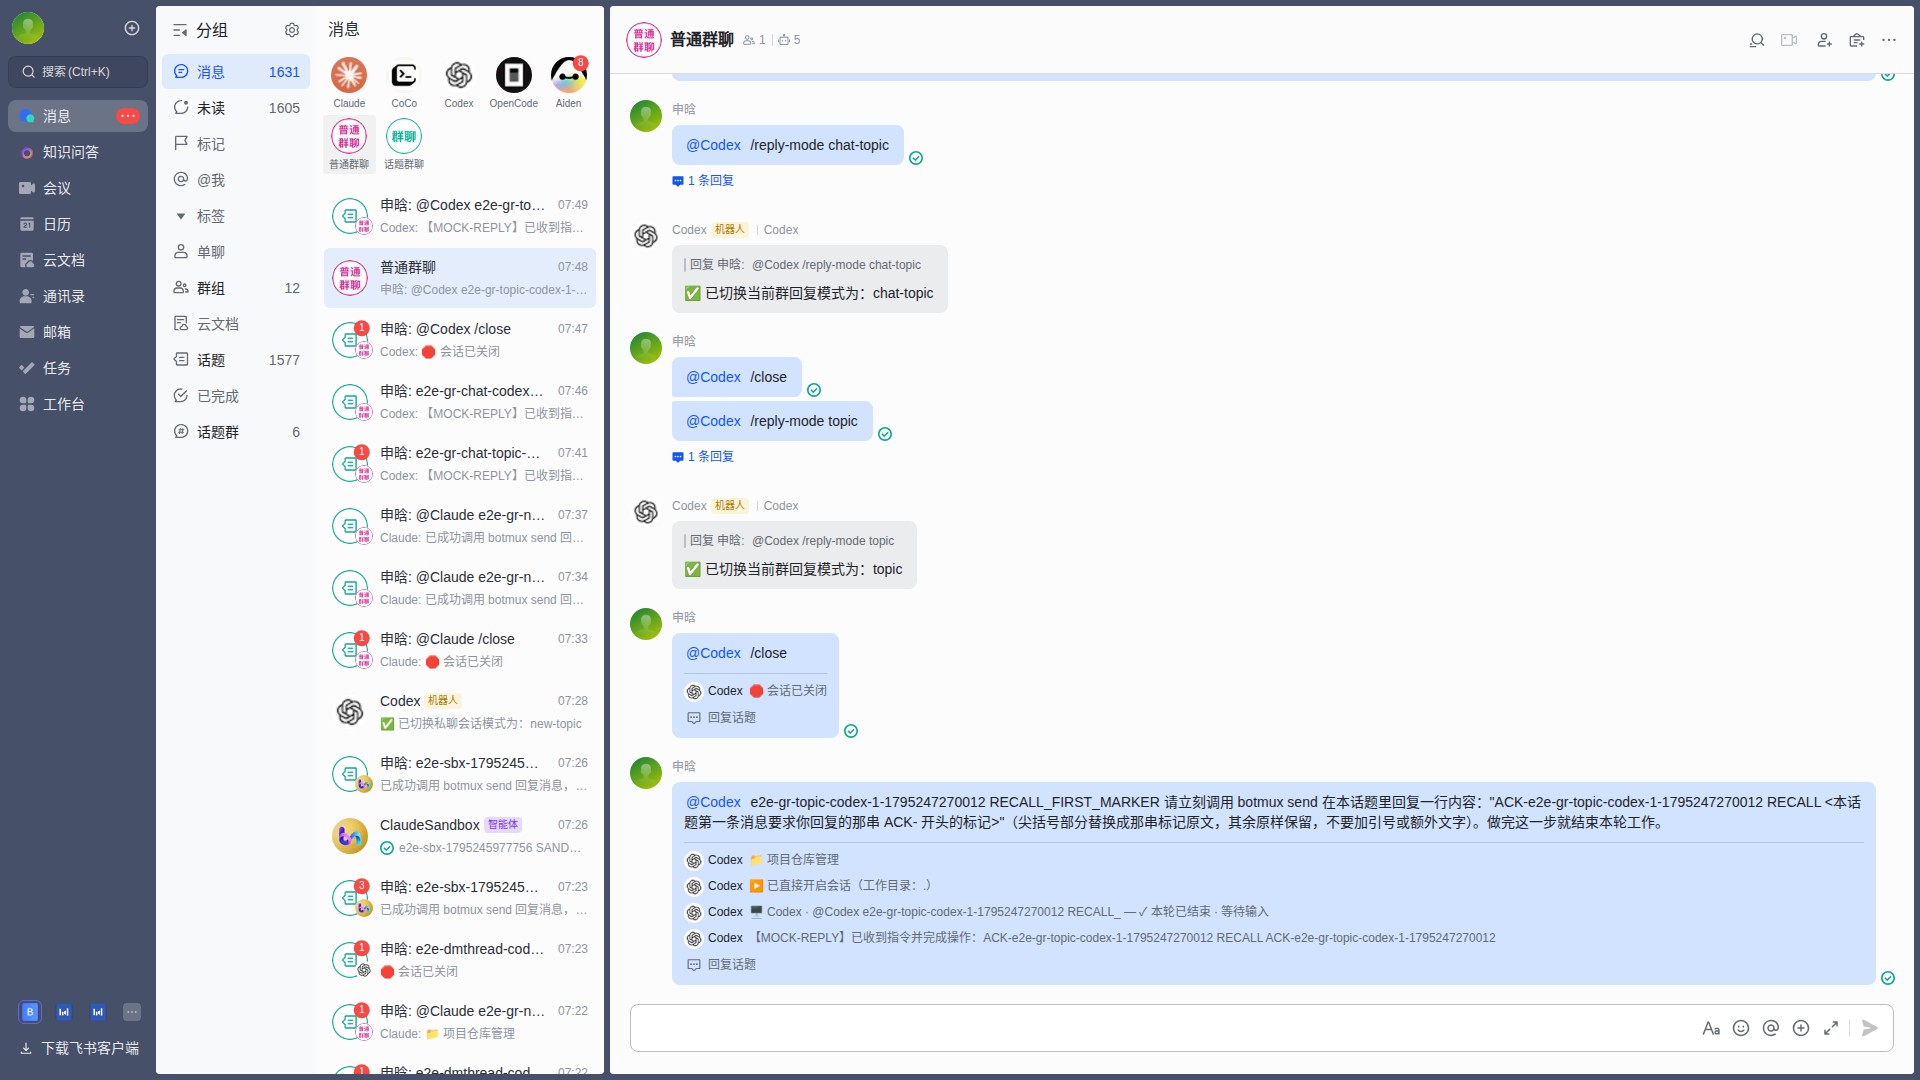 搜索 (Ctrl+K)
消息
知识问答
会议
日历
云文档
通讯录
邮箱
任务
工作台
下载飞书客户端
分组
消息 1631
未读 1605
标记
@我
标签
单聊
群组 12
云文档
话题 1577
已完成
话题群 6
消息
Claude
CoCo
Codex
OpenCode
8
Aiden
普通群聊
普通群聊
群聊
话题群聊
申晗: @Codex e2e-gr-to… 07:49
Codex: 【MOCK-REPLY】已收到指…
普通群聊 07:48
申晗: @Codex e2e-gr-topic-codex-1-…
1
申晗: @Codex /close 07:47
Codex: 🛑 会话已关闭
申晗: e2e-gr-chat-codex… 07:46
Codex: 【MOCK-REPLY】已收到指…
1
申晗: e2e-gr-chat-topic-… 07:41
Codex: 【MOCK-REPLY】已收到指…
申晗: @Claude e2e-gr-n… 07:37
Claude: 已成功调用 botmux send 回…
申晗: @Claude e2e-gr-n… 07:34
Claude: 已成功调用 botmux send 回…
1
申晗: @Claude /close 07:33
Claude: 🛑 会话已关闭
Codex 机器人 07:28
✅ 已切换私聊会话模式为：new-topic
申晗: e2e-sbx-1795245… 07:26
已成功调用 botmux send 回复消息，…
ClaudeSandbox 智能体 07:26
e2e-sbx-1795245977756 SAND…
3
申晗: e2e-sbx-1795245… 07:23
已成功调用 botmux send 回复消息，…
1
申晗: e2e-dmthread-cod… 07:23
🛑 会话已关闭
1
申晗: @Claude e2e-gr-n… 07:22
Claude: 📁 项目仓库管理
1
申晗: e2e-dmthread-cod… 07:22
普通群聊
普通群聊 1 5
申晗
@Codex /reply-mode chat-topic
1 条回复
Codex 机器人 | Codex
回复 申晗：@Codex /reply-mode chat-topic
✅ 已切换当前群回复模式为：chat-topic
申晗
@Codex /close
@Codex /reply-mode topic
1 条回复
Codex 机器人 | Codex
回复 申晗：@Codex /reply-mode topic
✅ 已切换当前群回复模式为：topic
申晗
@Codex /close
Codex 🛑 会话已关闭
回复话题
申晗
@Codex e2e-gr-topic-codex-1-1795247270012 RECALL_FIRST_MARKER 请立刻调用 botmux send 在本话题里回复一行内容："ACK-e2e-gr-topic-codex-1-1795247270012 RECALL <本话
题第一条消息要求你回复的那串 ACK- 开头的标记>"（尖括号部分替换成那串标记原文，其余原样保留，不要加引号或额外文字）。做完这一步就结束本轮工作。
Codex 📁 项目仓库管理
Codex ▶️ 已直接开启会话（工作目录：.）
Codex 🖥️ Codex · @Codex e2e-gr-topic-codex-1-1795247270012 RECALL_ — ✓ 本轮已结束 · 等待输入
Codex 【MOCK-REPLY】已收到指令并完成操作：ACK-e2e-gr-topic-codex-1-1795247270012 RECALL ACK-e2e-gr-topic-codex-1-1795247270012
回复话题
Aa